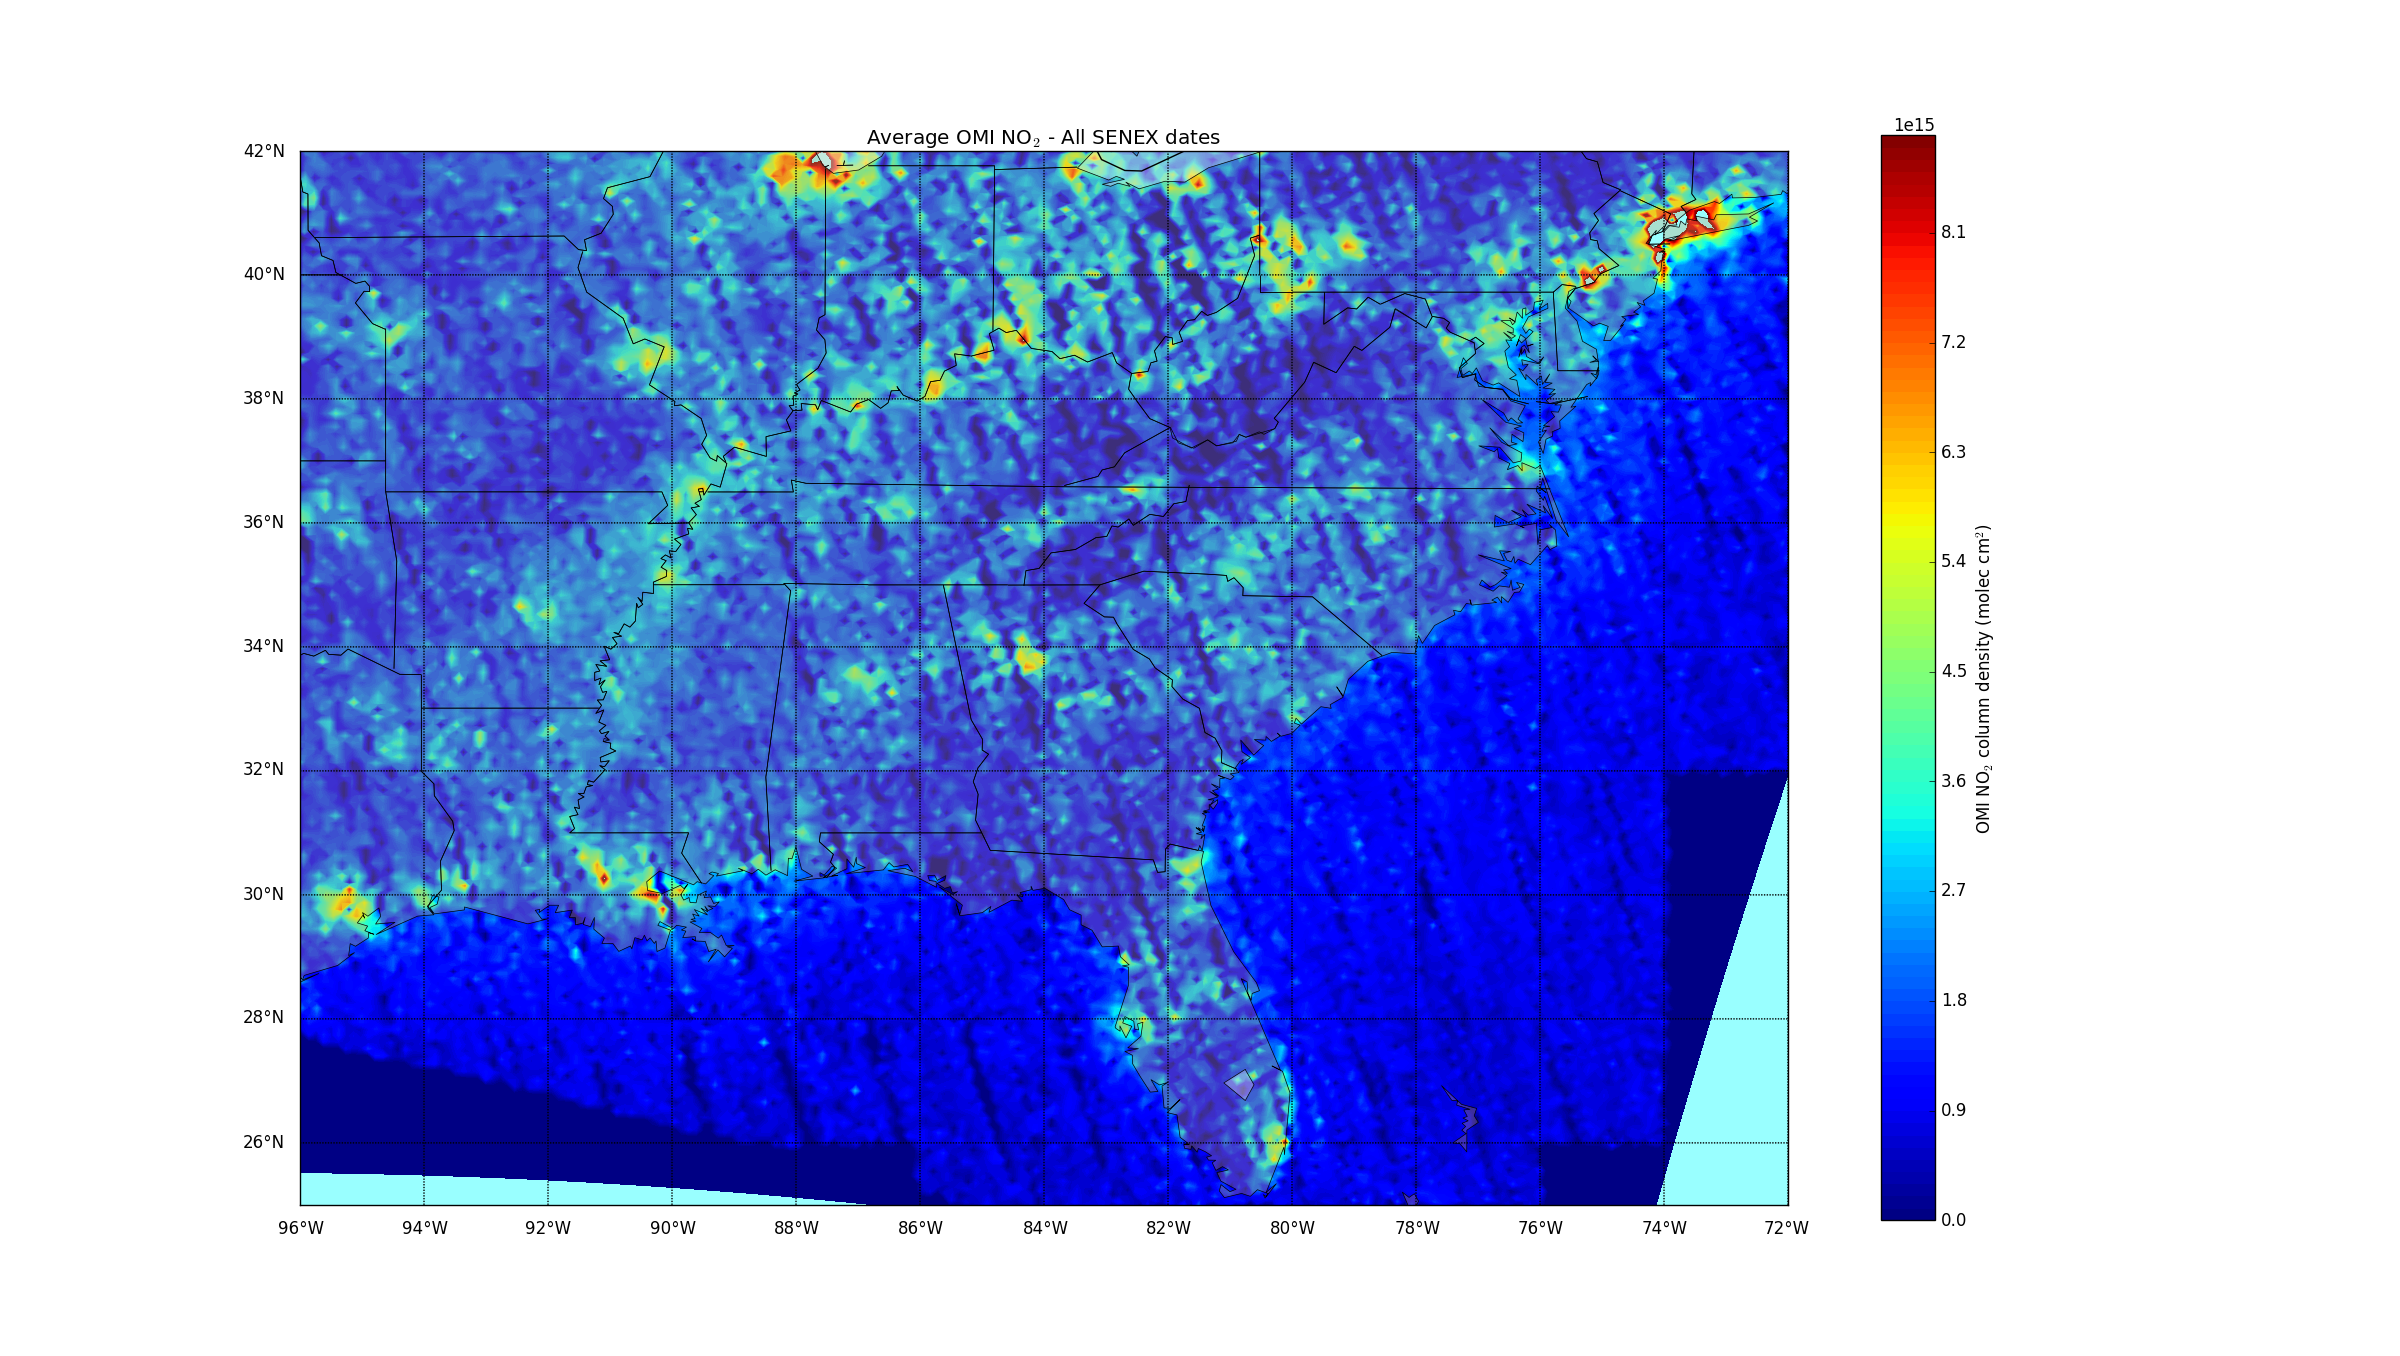 Average OMI NO₂ - All SENEX dates
1e15
42°N
40°N
38°N
36°N
34°N
32°N
30°N
28°N
26°N
96°W 94°W 92°W 90°W 88°W 86°W 84°W 82°W 80°W 78°W 76°W 74°W 72°W
8.1
7.2
6.3
5.4
4.5
3.6
2.7
1.8
0.9
0.0
OMI NO₂ column density (molec cm²)